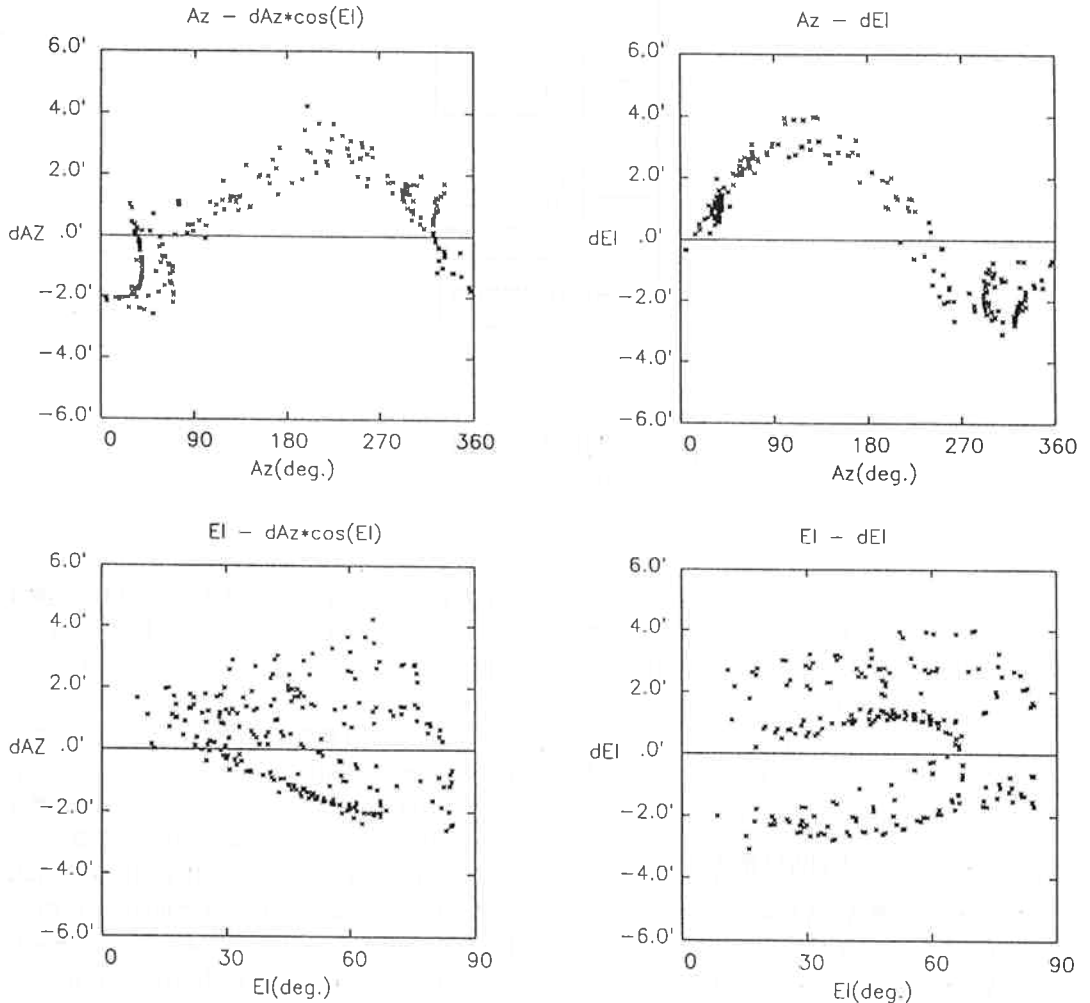 Az − dAz*cos(El)
6.0'
4.0'
2.0'
dAZ .0'
−2.0'
−4.0'
−6.0'
0 90 180 270 360
Az(deg.)
Az − dEl
6.0'
4.0'
2.0'
dEl .0'
−2.0'
−4.0'
−6.0'
0 90 180 270 360
Az(deg.)
El − dAz*cos(El)
6.0'
4.0'
2.0'
dAZ .0'
−2.0'
−4.0'
−6.0'
0 30 60 90
El(deg.)
El − dEl
6.0'
4.0'
2.0'
dEl .0'
−2.0'
−4.0'
−6.0'
0 30 60 90
El(deg.)